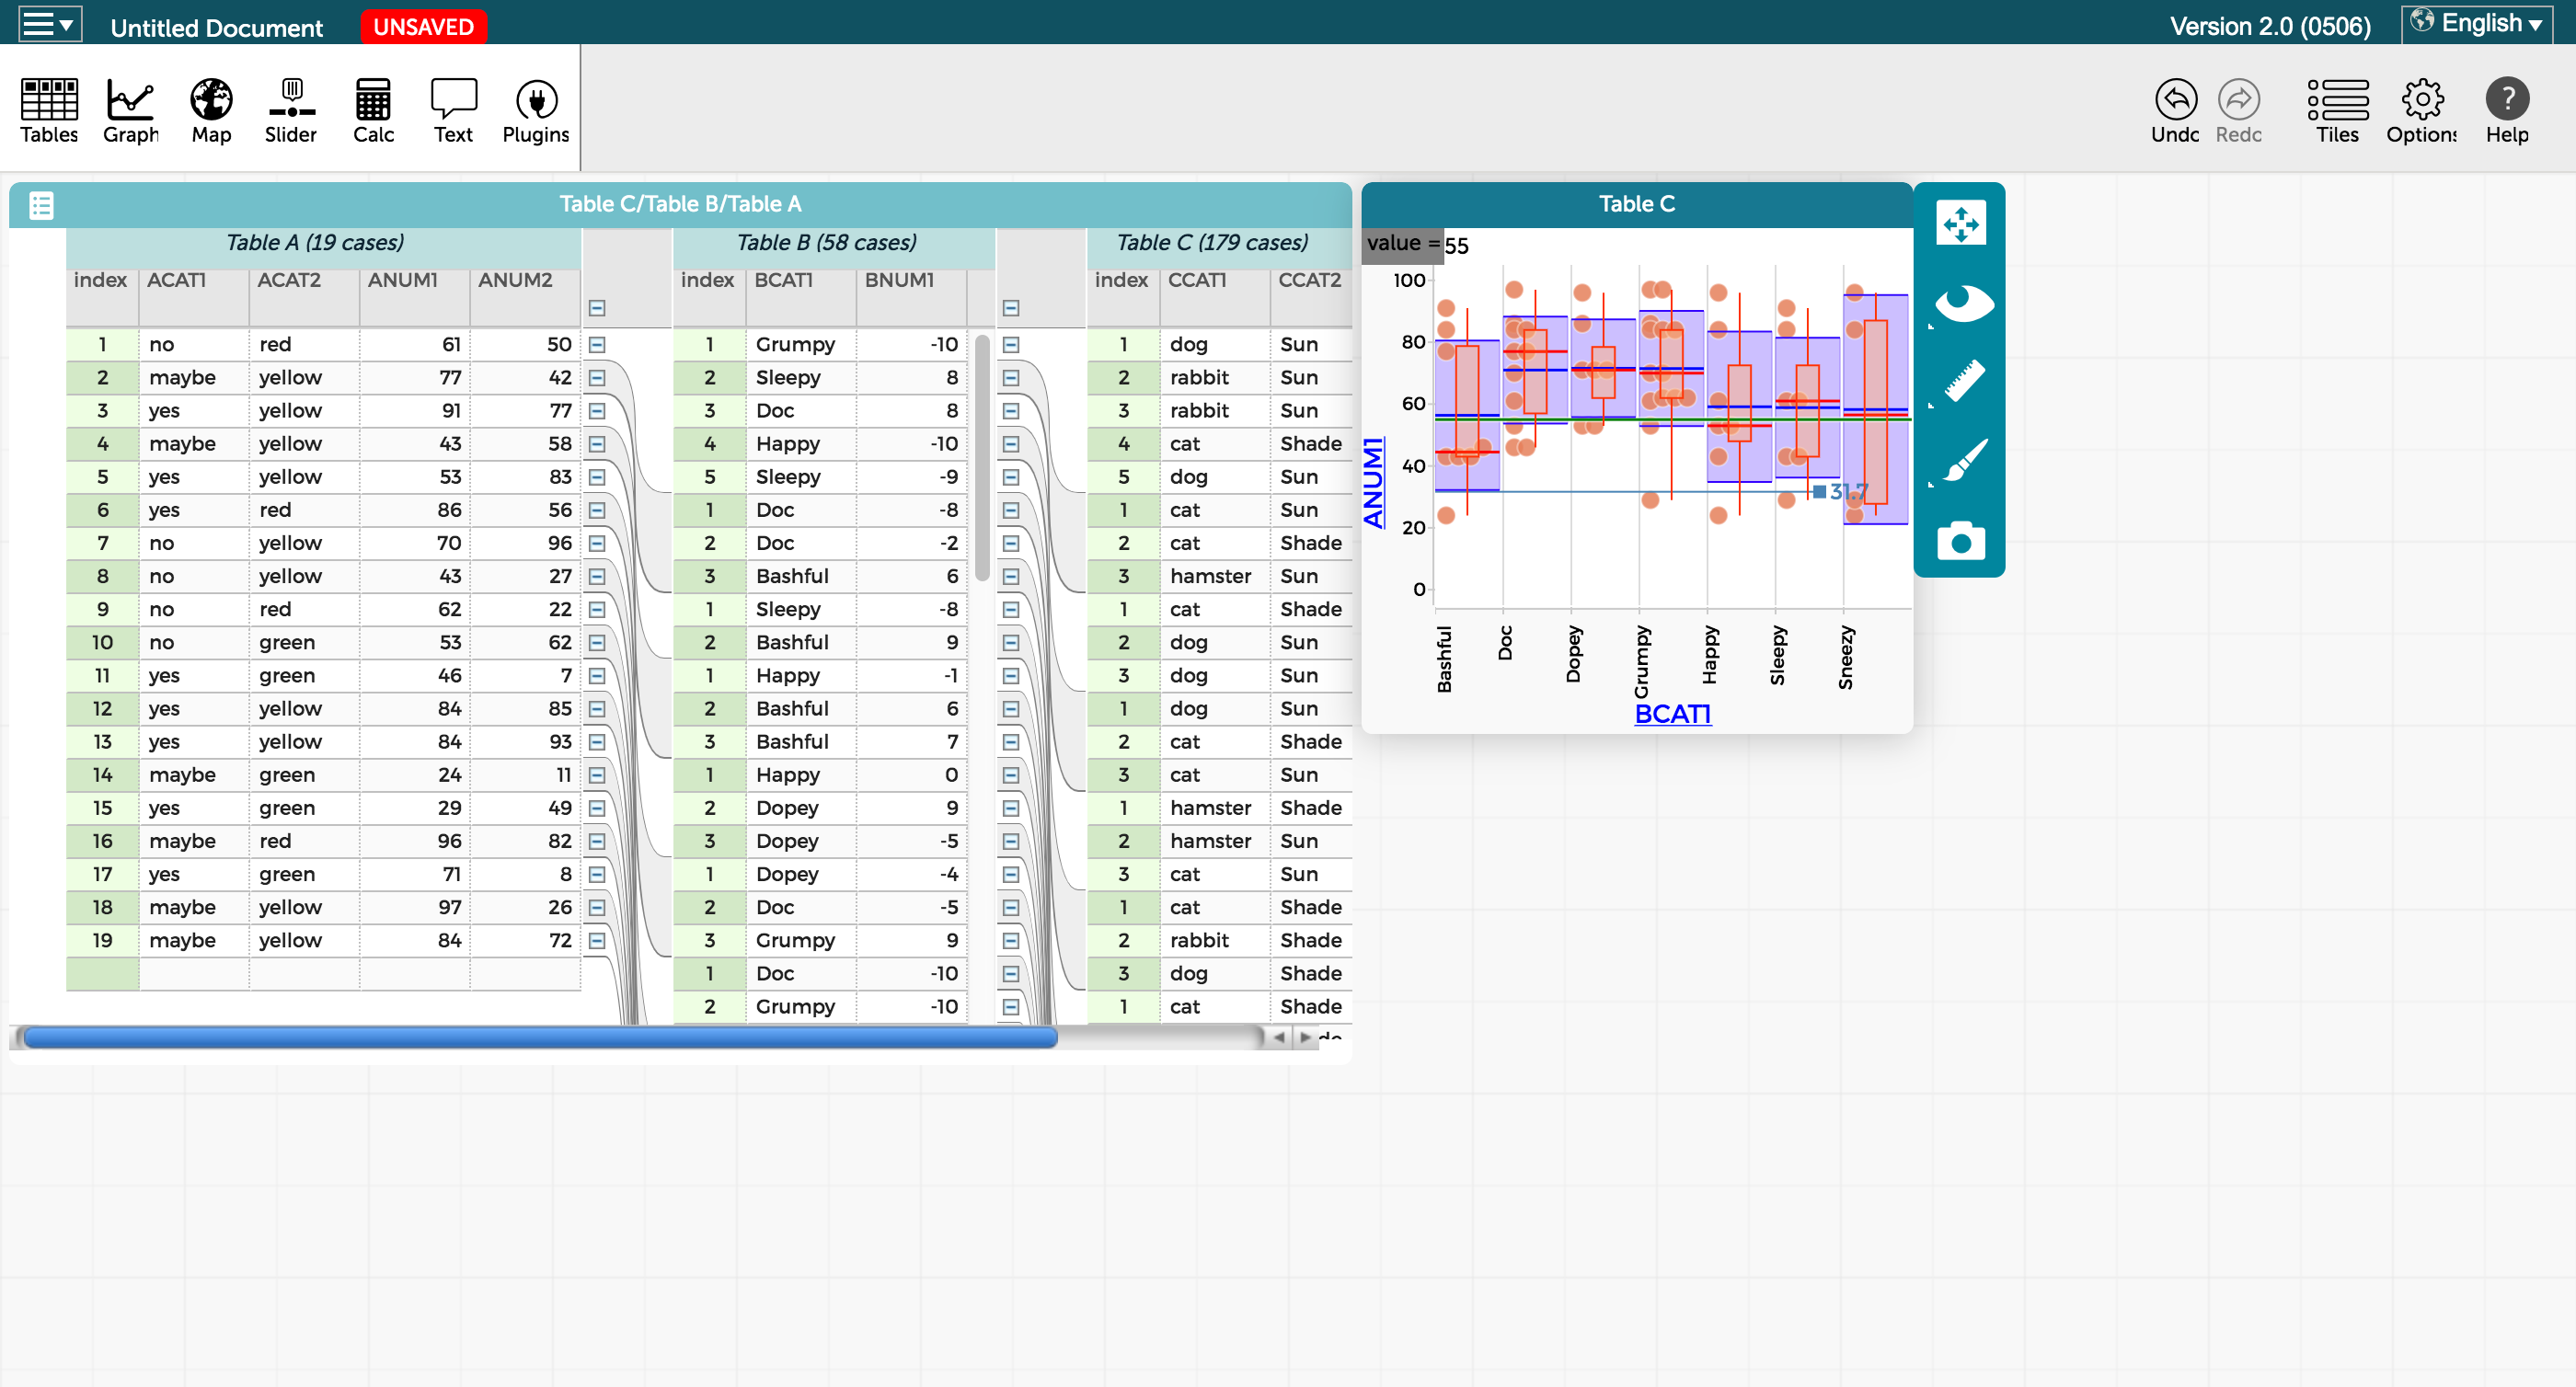 Untitled Document UNSAVED Version 2.0 (0506) English
Tables Graph Map Slider Calc Text Plugins Undo Redo Tiles Options Help
Table C/Table B/Table A
Table A (19 cases) Table B (58 cases) Table C (179 cases)
index ACAT1 ACAT2 ANUM1 ANUM2 index BCAT1 BNUM1 index CCAT1 CCAT2
1 no red 61 50 1 Grumpy -10 1 dog Sun
2 maybe yellow 77 42 2 Sleepy 8 2 rabbit Sun
3 yes yellow 91 77 3 Doc 8 3 rabbit Sun
4 maybe yellow 43 58 4 Happy -10 4 cat Shade
5 yes yellow 53 83 5 Sleepy -9 5 dog Sun
6 yes red 86 56 1 Doc -8 1 cat Sun
7 no yellow 70 96 2 Doc -2 2 cat Shade
8 no yellow 43 27 3 Bashful 6 3 hamster Sun
9 no red 62 22 1 Sleepy -8 1 cat Shade
10 no green 53 62 2 Bashful 9 2 dog Sun
11 yes green 46 7 1 Happy -1 3 dog Sun
12 yes yellow 84 85 2 Bashful 6 1 dog Sun
13 yes yellow 84 93 3 Bashful 7 2 cat Shade
14 maybe green 24 11 1 Happy 0 3 cat Sun
15 yes green 29 49 2 Dopey 9 1 hamster Shade
16 maybe red 96 82 3 Dopey -5 2 hamster Sun
17 yes green 71 8 1 Dopey -4 3 cat Sun
18 maybe yellow 97 26 2 Doc -5 1 cat Shade
19 maybe yellow 84 72 3 Grumpy 9 2 rabbit Shade
1 Doc -10 3 dog Shade
2 Grumpy -10 1 cat Shade
Table C
value = 55
100
80
60
40
20
0
ANUM1
31.7
Bashful Doc Dopey Grumpy Happy Sleepy Sneezy
BCAT1